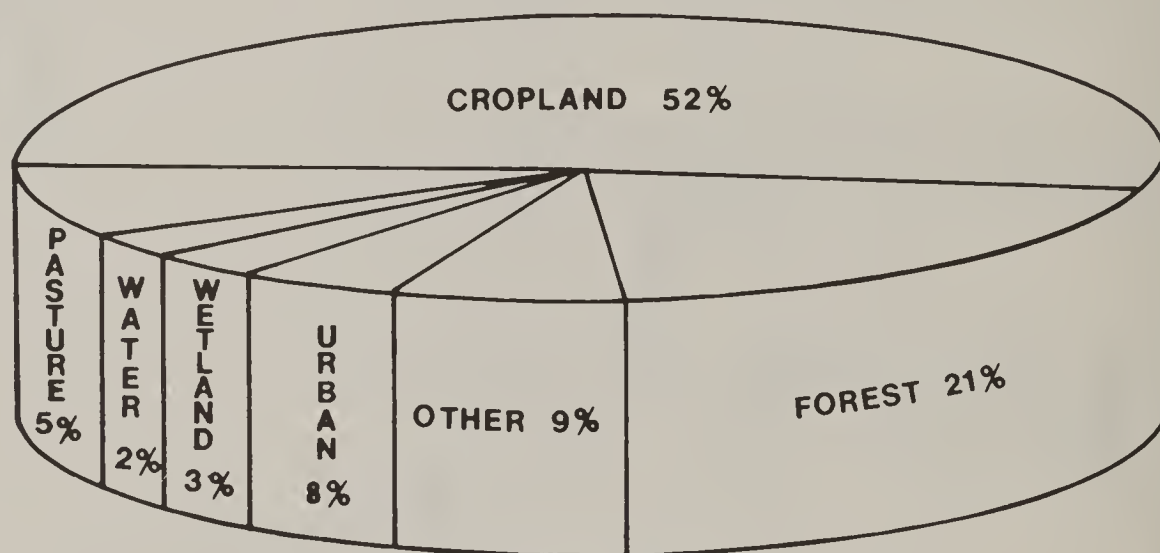 CROPLAND 52%
PASTURE
5%
WATER
2%
WETLAND
3%
URBAN
8%
OTHER 9%
FOREST 21%